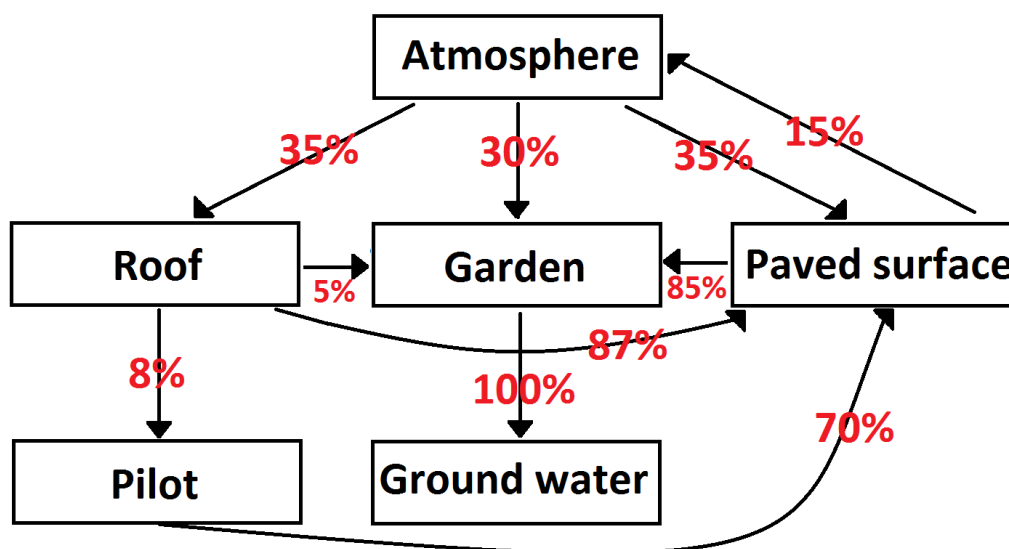 Atmosphere
35%
30%
35%
15%
Roof
Garden
Paved surface
5%
85%
87%
8%
100%
70%
Pilot
Ground water